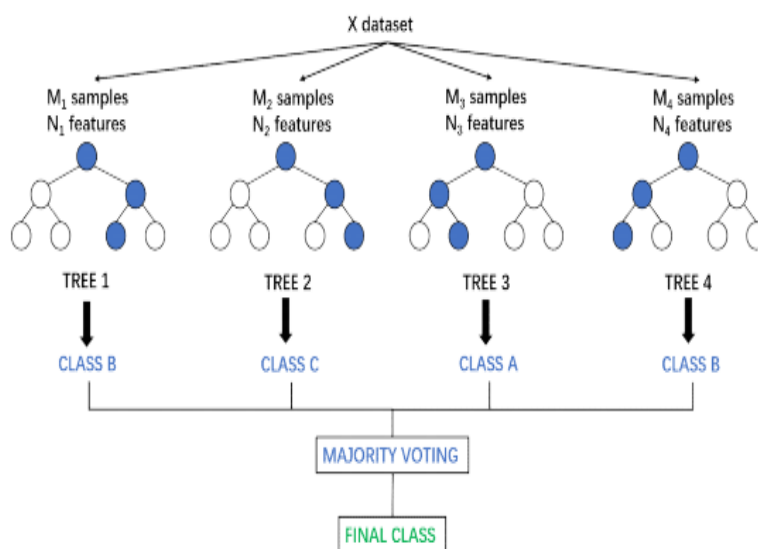 X dataset
M₁ samples
N₁ features
M₂ samples
N₂ features
M₃ samples
N₃ features
M₄ samples
N₄ features
TREE 1
TREE 2
TREE 3
TREE 4
CLASS B
CLASS C
CLASS A
CLASS B
MAJORITY VOTING
FINAL CLASS